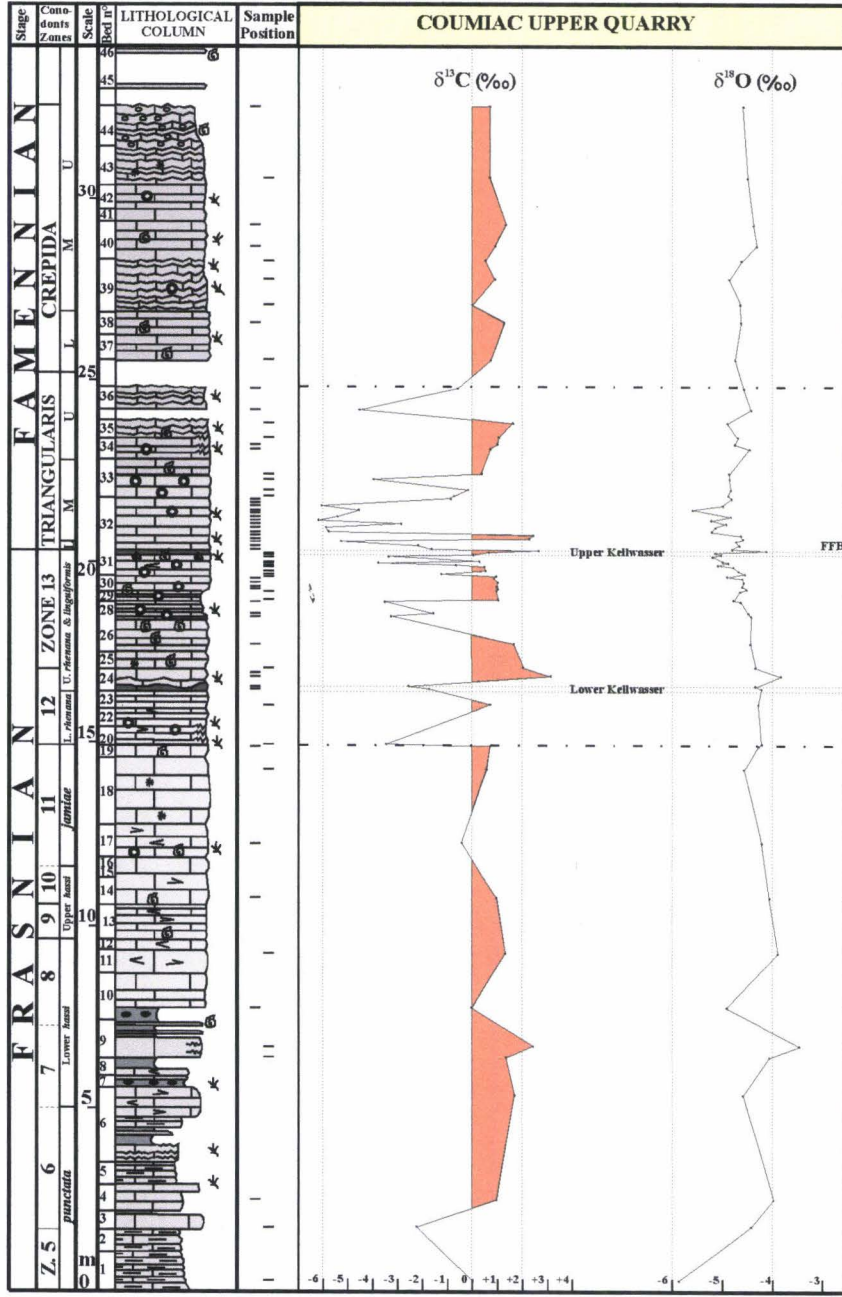 Stage
Cono-
donts
Zones
Scale
Bed n°
LITHOLOGICAL
COLUMN
Sample
Position
COUMIAC UPPER QUARRY
δ13C (‰)
δ18O (‰)
FAMENNIAN
FRASNIAN
CREPIDA
U
M
L
TRIANGULARIS
U
M
L
ZONE 13
U. rhenana & linguiformis
12
L. rhenana
11
jamiae
10
9
Upper hassi
8
7
Lower hassi
6
punctata
Z. 5
30
25
20
15
10
5
m
0
46
45
44
43
42
41
40
39
38
37
36
35
34
33
32
31
30
29
28
26
25
24
23
22
20
19
18
17
16
15
14
13
12
11
10
9
8
7
6
5
4
3
2
1
Upper Kellwasser
FFB
Lower Kellwasser
-6 -5 -4 -3 -2 -1 0 +1 +2 +3 +4
-6 -5 -4 -3